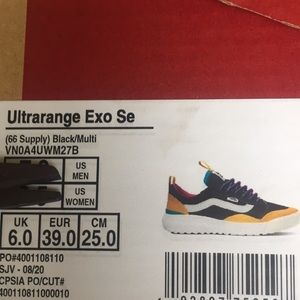 Ultrarange Exo Se
(66 Supply) Black/Multi
VN0A4UWM27B
US MEN
US WOMEN
UK 6.0 EUR 39.0 CM 25.0
PO#4001108110
SJV - 08/20
CPSIA PO/CUT#
400110811000010